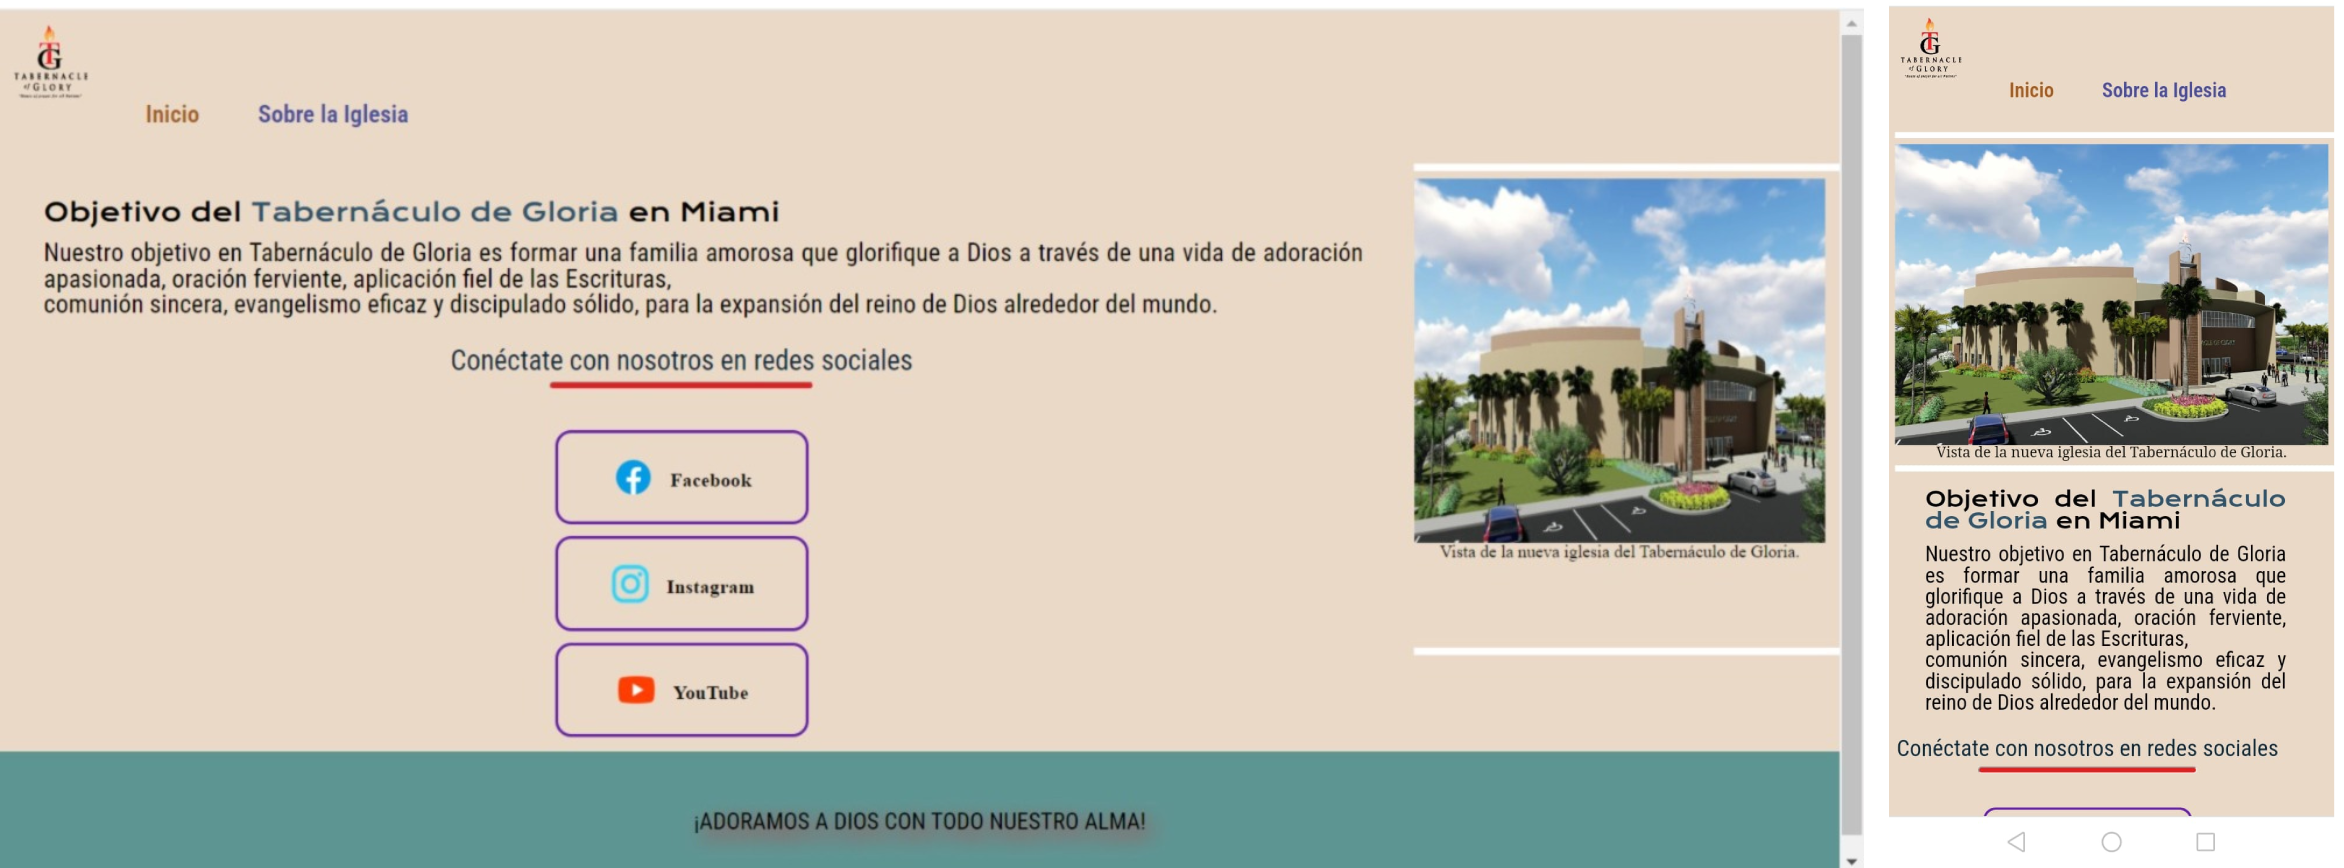 TABERNACLE
of GLORY
Inicio Sobre la Iglesia
Objetivo del Tabernáculo de Gloria en Miami
Nuestro objetivo en Tabernáculo de Gloria es formar una familia amorosa que glorifique a Dios a través de una vida de adoración
apasionada, oración ferviente, aplicación fiel de las Escrituras,
comunión sincera, evangelismo eficaz y discipulado sólido, para la expansión del reino de Dios alrededor del mundo.
Conéctate con nosotros en redes sociales
Facebook
Instagram
YouTube
Vista de la nueva iglesia del Tabernáculo de Gloria.
¡ADORAMOS A DIOS CON TODO NUESTRO ALMA!
TABERNACLE
of GLORY
Inicio Sobre la Iglesia
Vista de la nueva iglesia del Tabernáculo de Gloria.
Objetivo del Tabernáculo
de Gloria en Miami
Nuestro objetivo en Tabernáculo de Gloria
es formar una familia amorosa que
glorifique a Dios a través de una vida de
adoración apasionada, oración ferviente,
aplicación fiel de las Escrituras,
comunión sincera, evangelismo eficaz y
discipulado sólido, para la expansión del
reino de Dios alrededor del mundo.
Conéctate con nosotros en redes sociales